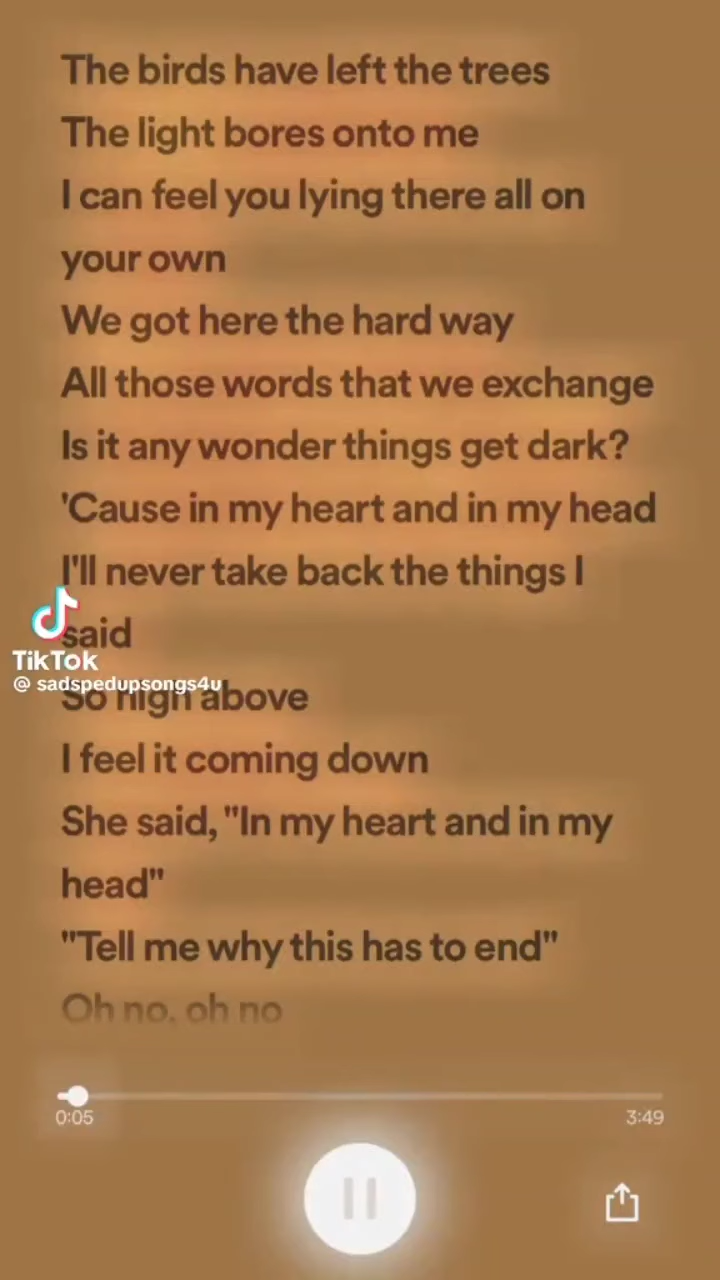 The birds have left the trees
The light bores onto me
I can feel you lying there all on
your own
We got here the hard way
All those words that we exchange
Is it any wonder things get dark?
'Cause in my heart and in my head
I'll never take back the things I
said
TikTok
@ sadspedupsongs4u
So high above
I feel it coming down
She said, "In my heart and in my
head"
"Tell me why this has to end"
Oh no, oh no
0:05
3:49